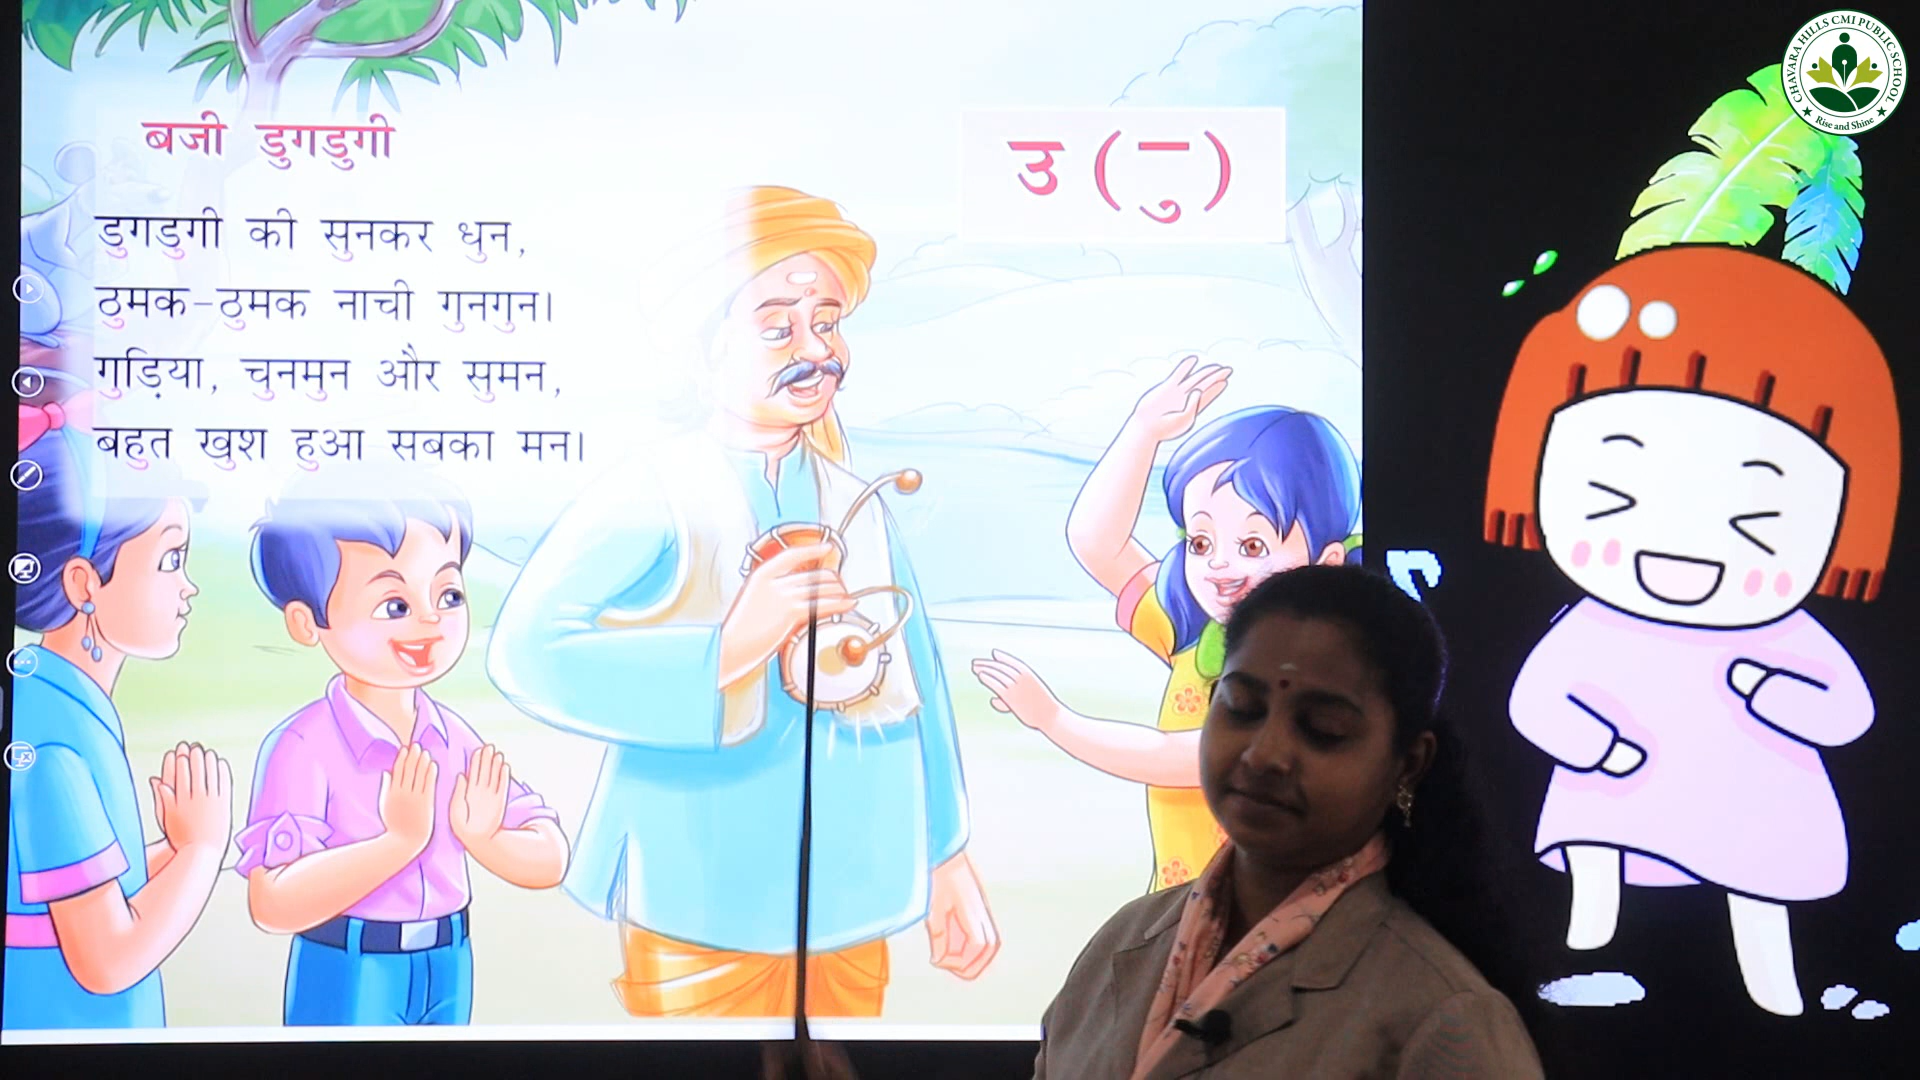 बजी डुगडुगी
डुगडुगी की सुनकर धुन,
ठुमक-ठुमक नाची गुनगुन।
गुड़िया, चुनमुन और सुमन,
बहुत खुश हुआ सबका मन।
उ ( ु )
CHAVARA HILLS CMI PUBLIC SCHOOL
Rise and Shine